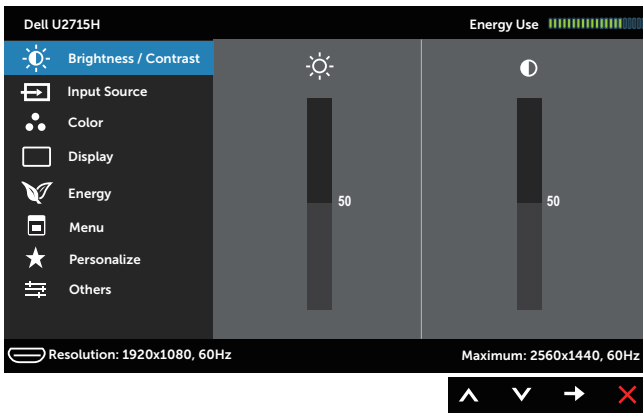 Dell U2715H
Energy Use
Brightness / Contrast
Input Source
Color
Display
Energy
Menu
Personalize
Others
50
50
Resolution: 1920x1080, 60Hz
Maximum: 2560x1440, 60Hz